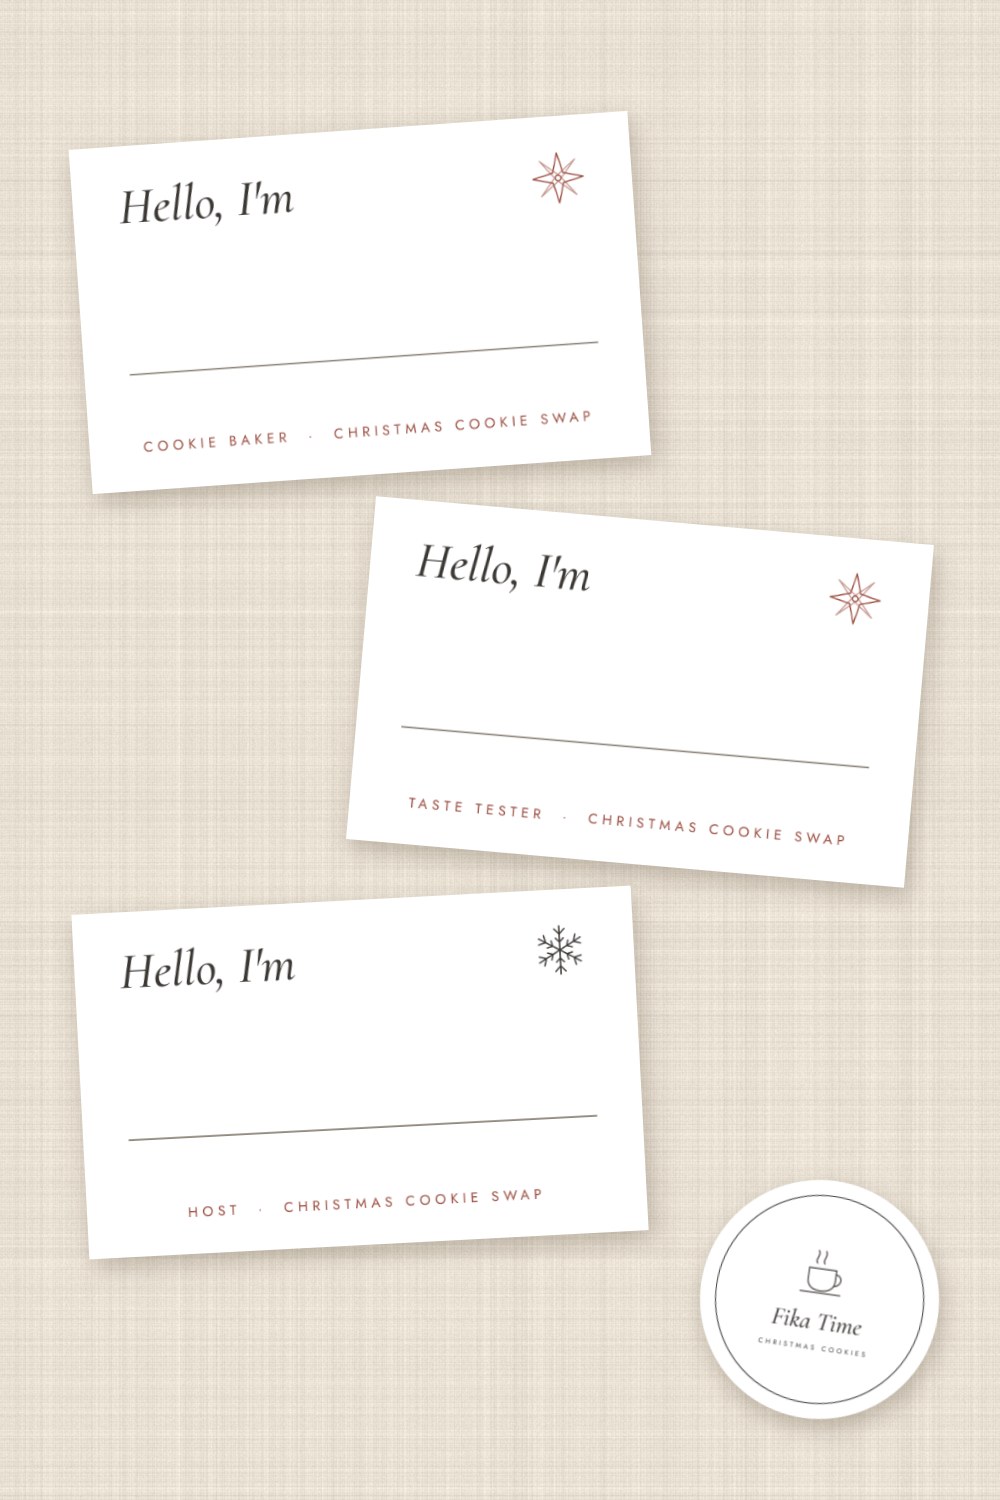 Hello, I'm
COOKIE BAKER · CHRISTMAS COOKIE SWAP
Hello, I'm
TASTE TESTER · CHRISTMAS COOKIE SWAP
Hello, I'm
HOST · CHRISTMAS COOKIE SWAP
Fika Time
CHRISTMAS COOKIES